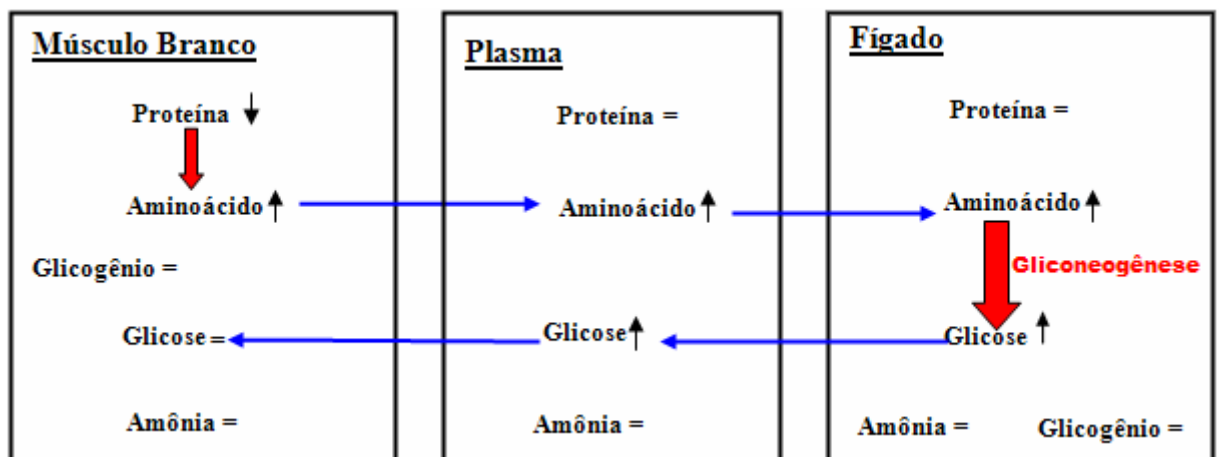 Músculo Branco
Proteína ↓
Aminoácido ↑
Glicogênio =
Glicose =
Amônia =
Plasma
Proteína =
Aminoácido ↑
Glicose ↑
Amônia =
Fígado
Proteína =
Aminoácido ↑
Gliconeogênese
Glicose ↑
Amônia =
Glicogênio =